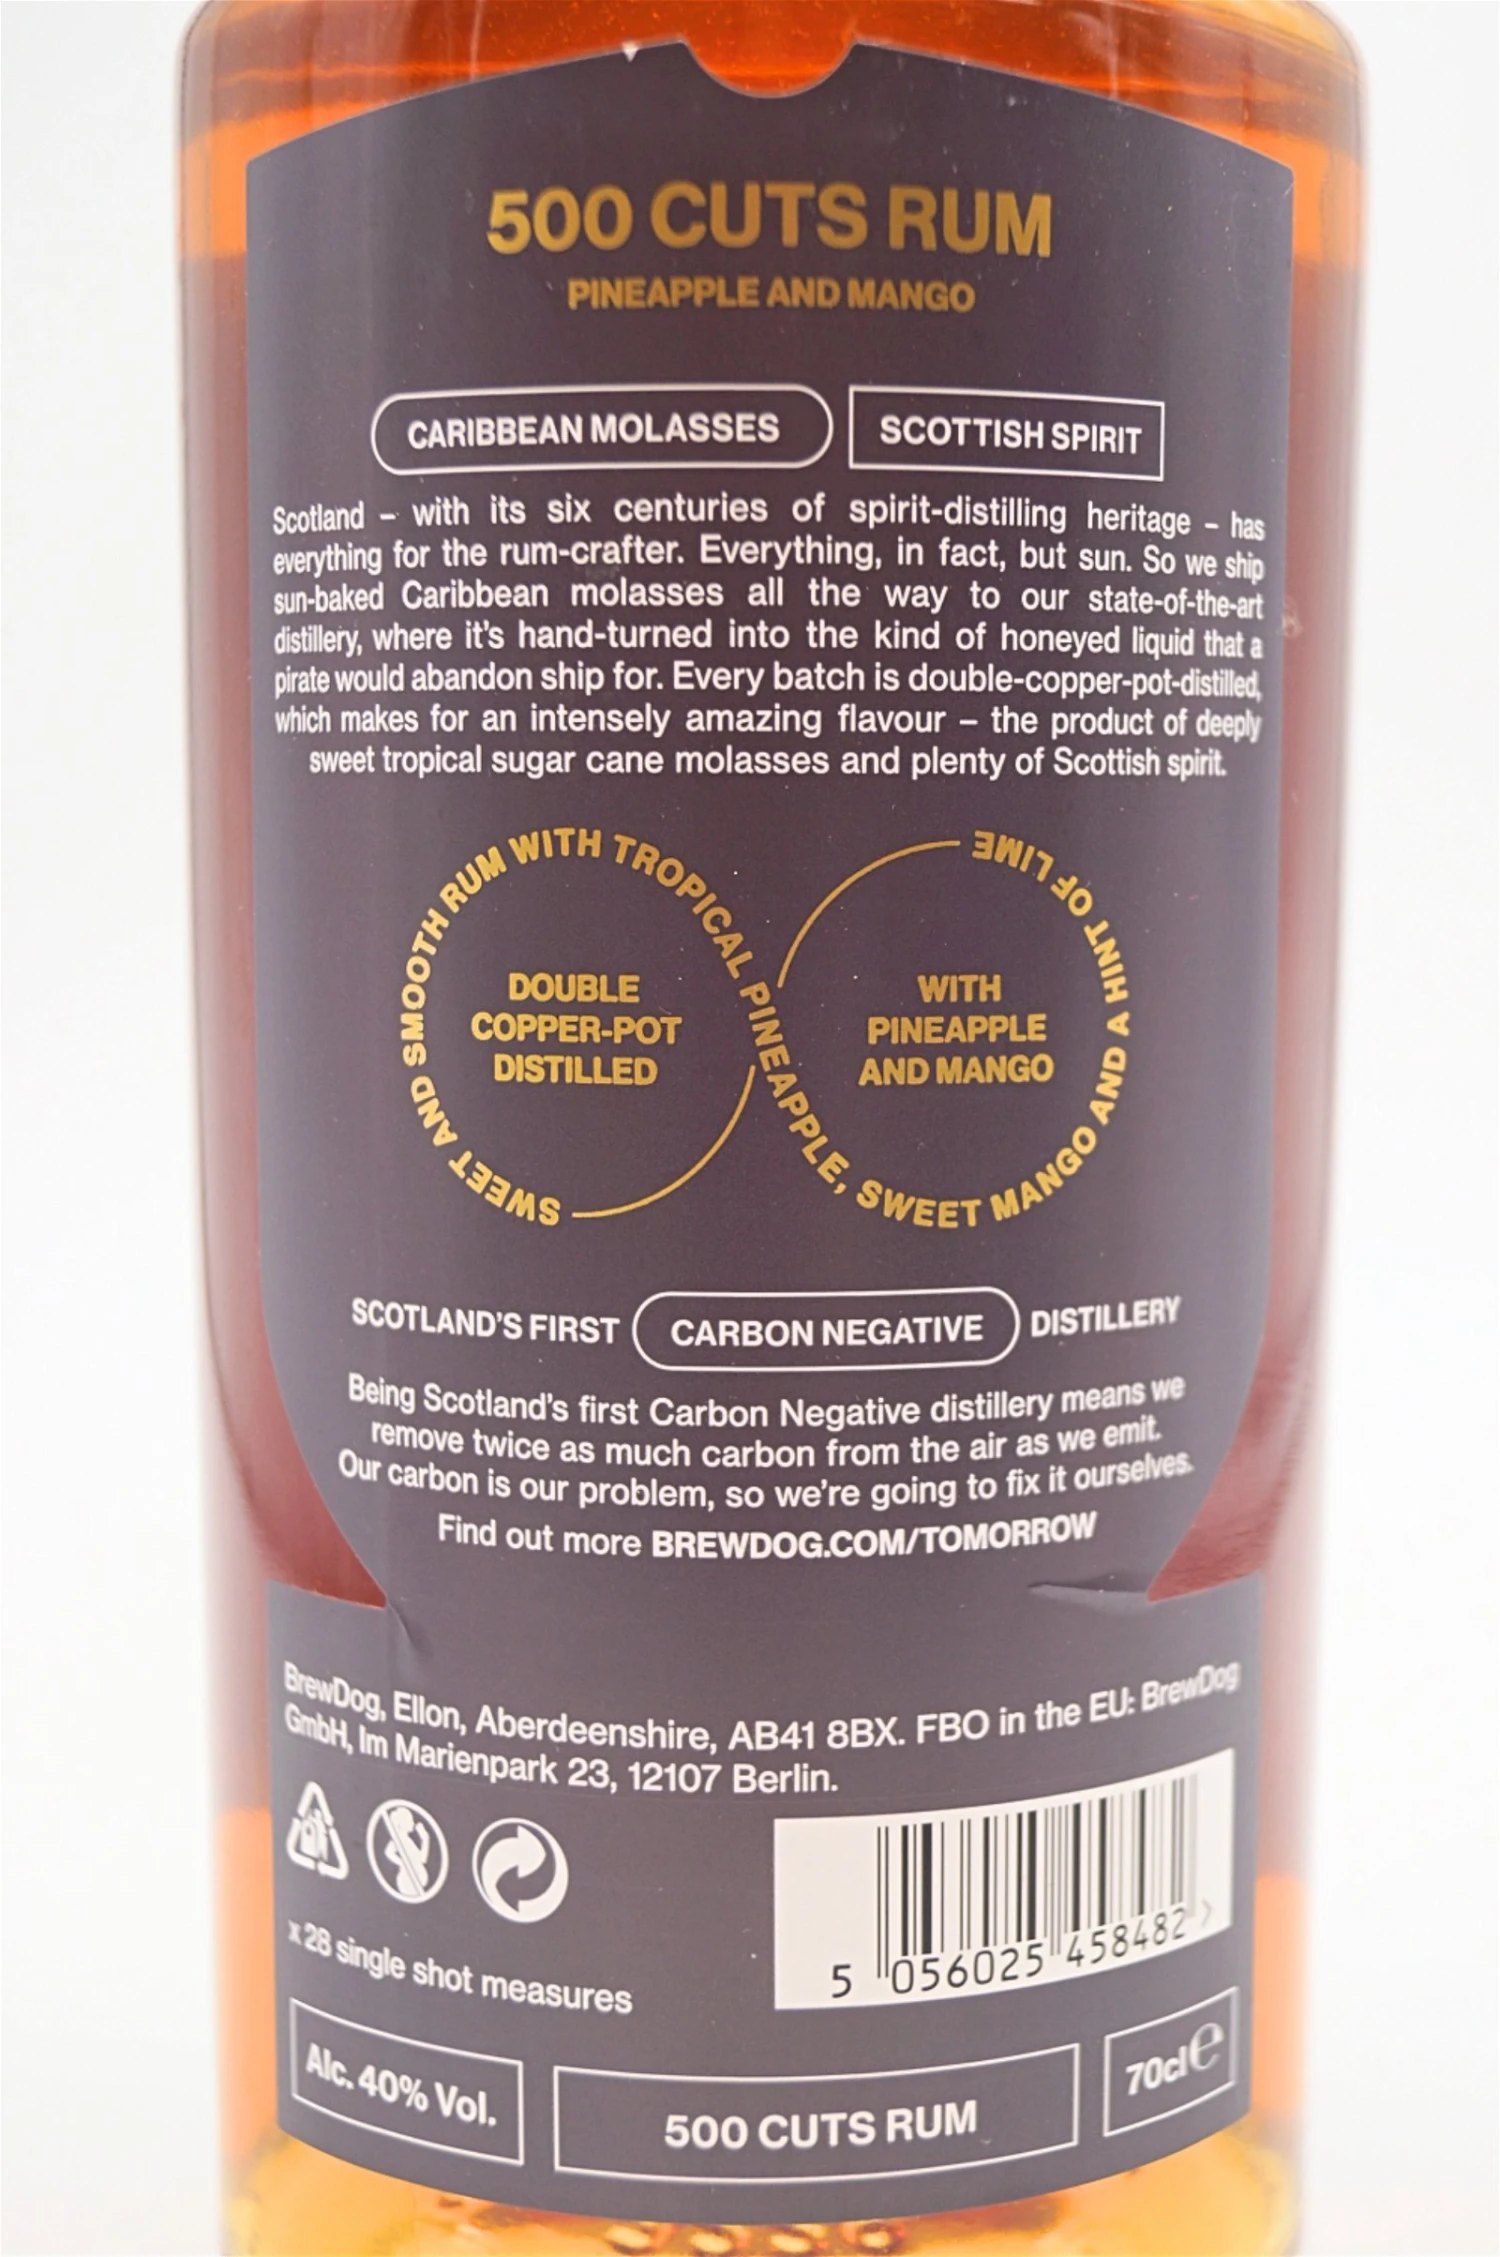 500 CUTS RUM
PINEAPPLE AND MANGO
CARIBBEAN MOLASSES
SCOTTISH SPIRIT
Scotland – with its six centuries of spirit-distilling heritage – has
everything for the rum-crafter. Everything, in fact, but sun. So we ship
sun-baked Caribbean molasses all the way to our state-of-the-art
distillery, where it's hand-turned into the kind of honeyed liquid that a
pirate would abandon ship for. Every batch is double-copper-pot-distilled,
which makes for an intensely amazing flavour – the product of deeply
sweet tropical sugar cane molasses and plenty of Scottish spirit.
SWEET AND SMOOTH RUM WITH TROPICAL PINEAPPLE, SWEET MANGO AND A HINT OF LIME
DOUBLE
COPPER-POT
DISTILLED
WITH
PINEAPPLE
AND MANGO
SCOTLAND'S FIRST CARBON NEGATIVE DISTILLERY
Being Scotland's first Carbon Negative distillery means we
remove twice as much carbon from the air as we emit.
Our carbon is our problem, so we're going to fix it ourselves.
Find out more BREWDOG.COM/TOMORROW
BrewDog, Ellon, Aberdeenshire, AB41 8BX. FBO in the EU: BrewDog
GmbH, Im Marienpark 23, 12107 Berlin.
x 28 single shot measures
5 056025 458482 >
Alc. 40% Vol.
500 CUTS RUM
70cl e